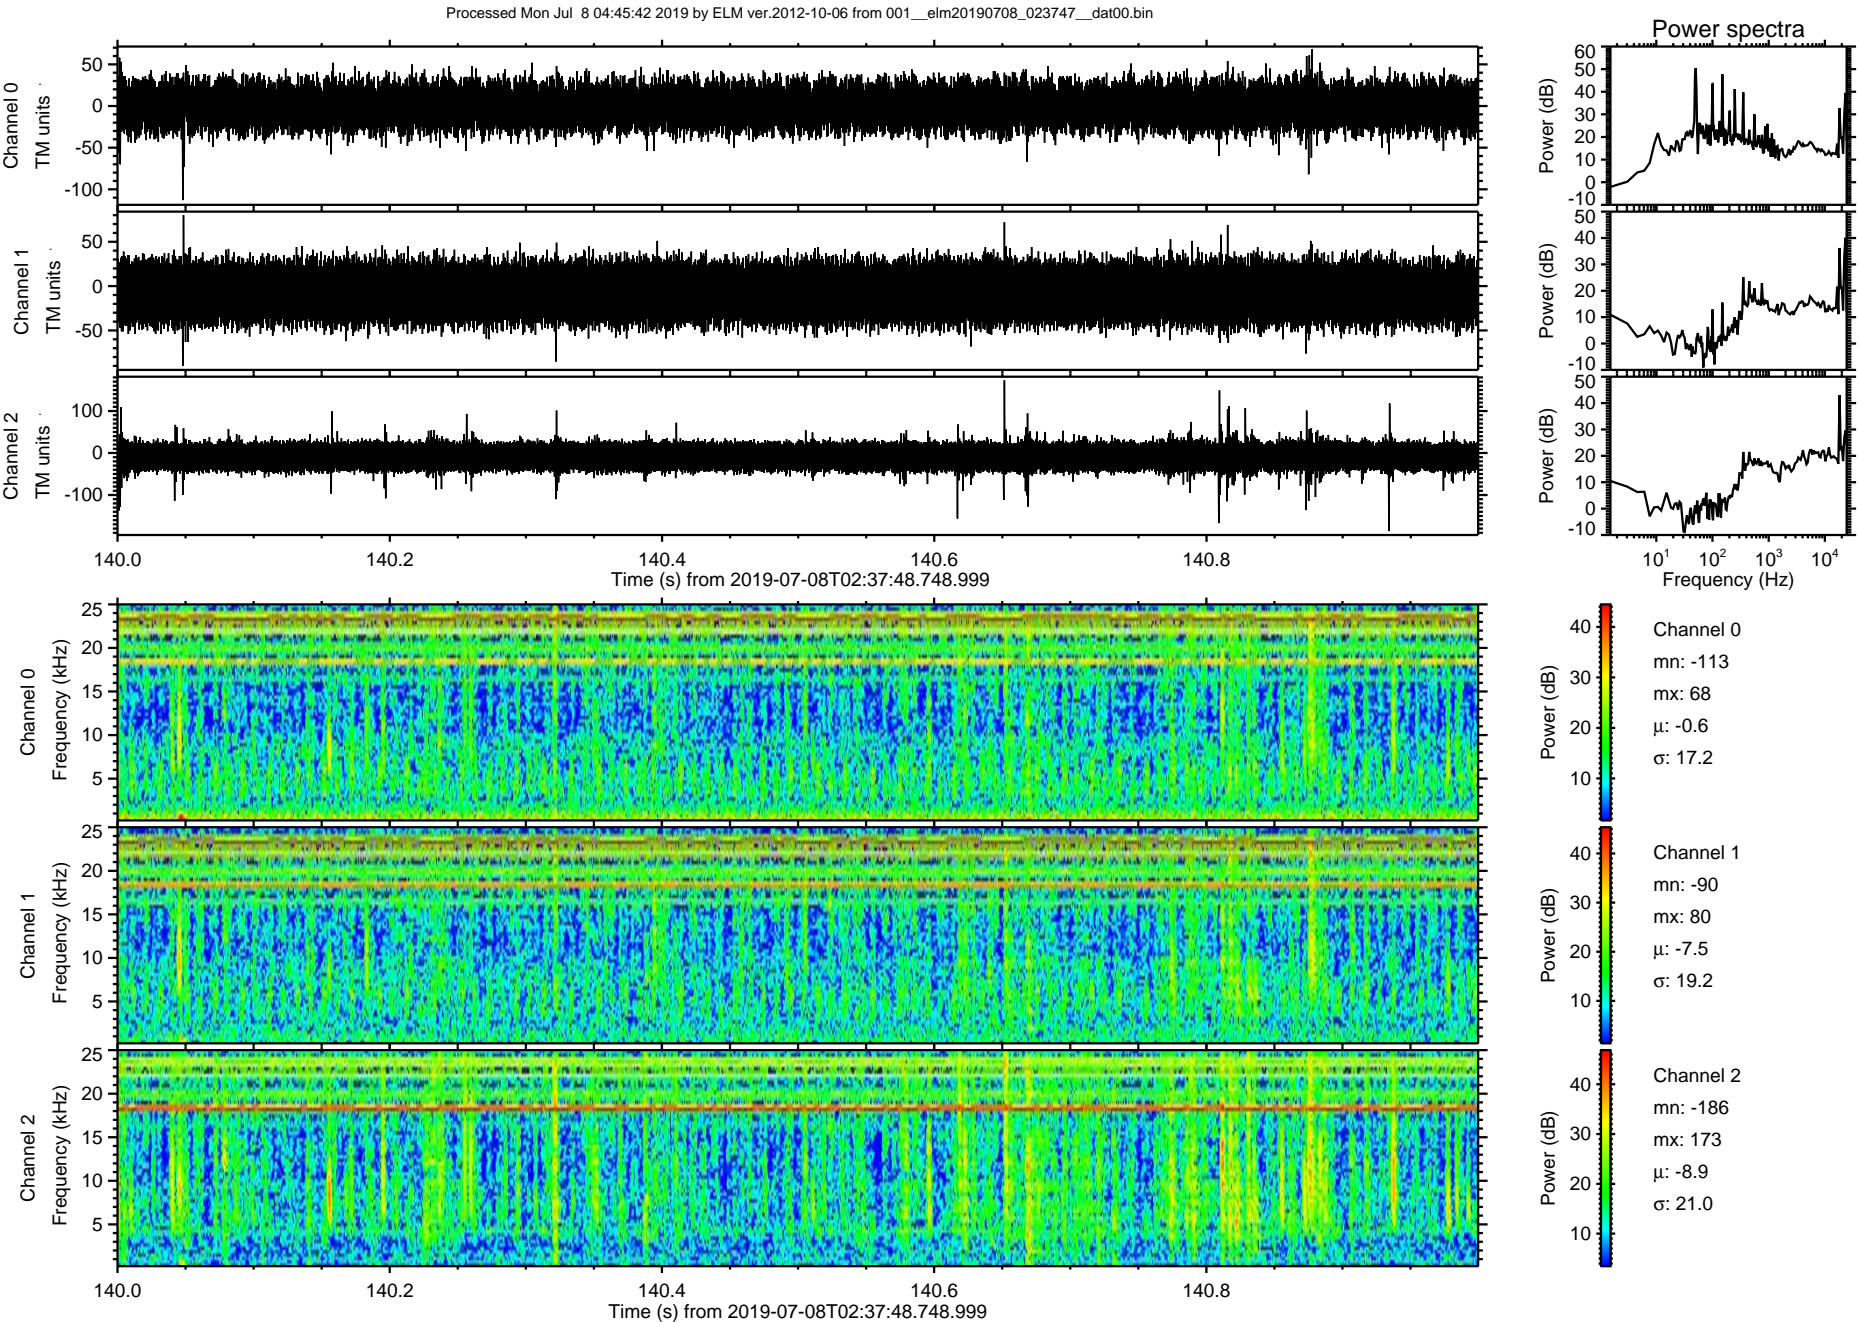 Processed Mon Jul  8 04:45:42 2019 by ELM ver.2012-10-06 from 001__elm20190708_023747__dat00.bin
Power spectra
Channel 0
TM units
50
0
-50
-100
Power (dB)
60
50
40
30
20
10
0
-10
Channel 1
TM units
50
0
-50
Power (dB)
50
40
30
20
10
0
-10
Channel 2
TM units
100
0
-100
Power (dB)
50
40
30
20
10
0
-10
140.0 140.2 140.4 140.6 140.8
Time (s) from 2019-07-08T02:37:48.748.999
10¹ 10² 10³ 10⁴
Frequency (Hz)
Channel 0
Frequency (kHz)
25
20
15
10
5
Power (dB)
40
30
20
10
Channel 0
mn: -113
mx: 68
μ: -0.6
σ: 17.2
Channel 1
Frequency (kHz)
25
20
15
10
5
Power (dB)
40
30
20
10
Channel 1
mn: -90
mx: 80
μ: -7.5
σ: 19.2
Channel 2
Frequency (kHz)
25
20
15
10
5
Power (dB)
40
30
20
10
Channel 2
mn: -186
mx: 173
μ: -8.9
σ: 21.0
140.0 140.2 140.4 140.6 140.8
Time (s) from 2019-07-08T02:37:48.748.999